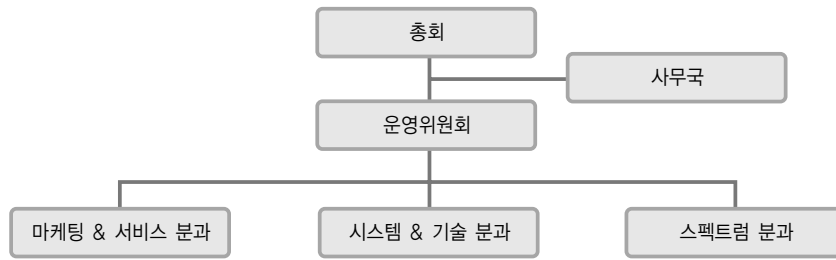 총회
사무국
운영위원회
마케팅 & 서비스 분과
시스템 & 기술 분과
스펙트럼 분과